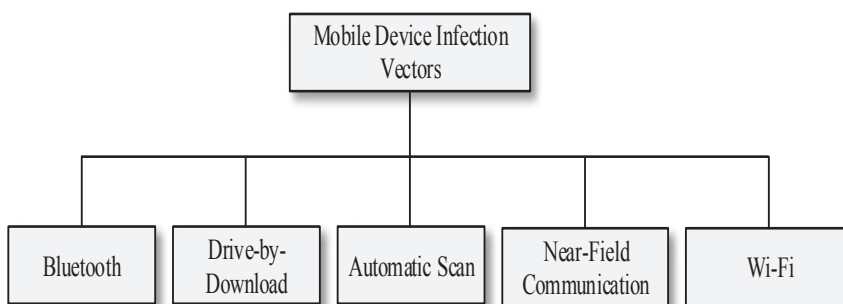 Mobile Device Infection
Vectors
Bluetooth
Drive-by-
Download
Automatic Scan
Near-Field
Communication
Wi-Fi